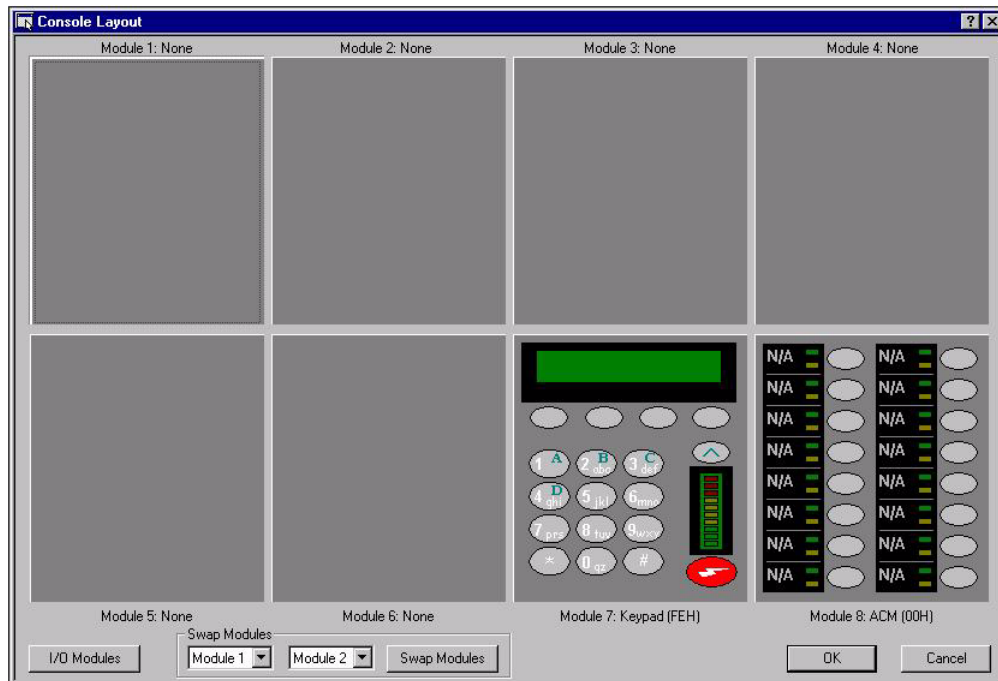 Console Layout
Module 1: None
Module 2: None
Module 3: None
Module 4: None
1 A
2 abc B
3 def C
4 ghi D
5 jkl
6 mno
7 prs
8 tuv
9 wxy
*
0 qz
#
N/A N/A
N/A N/A
N/A N/A
N/A N/A
N/A N/A
N/A N/A
N/A N/A
N/A N/A
Module 5: None
Module 6: None
Module 7: Keypad (FEH)
Module 8: ACM (00H)
I/O Modules
Swap Modules
Module 1
Module 2
Swap Modules
OK
Cancel